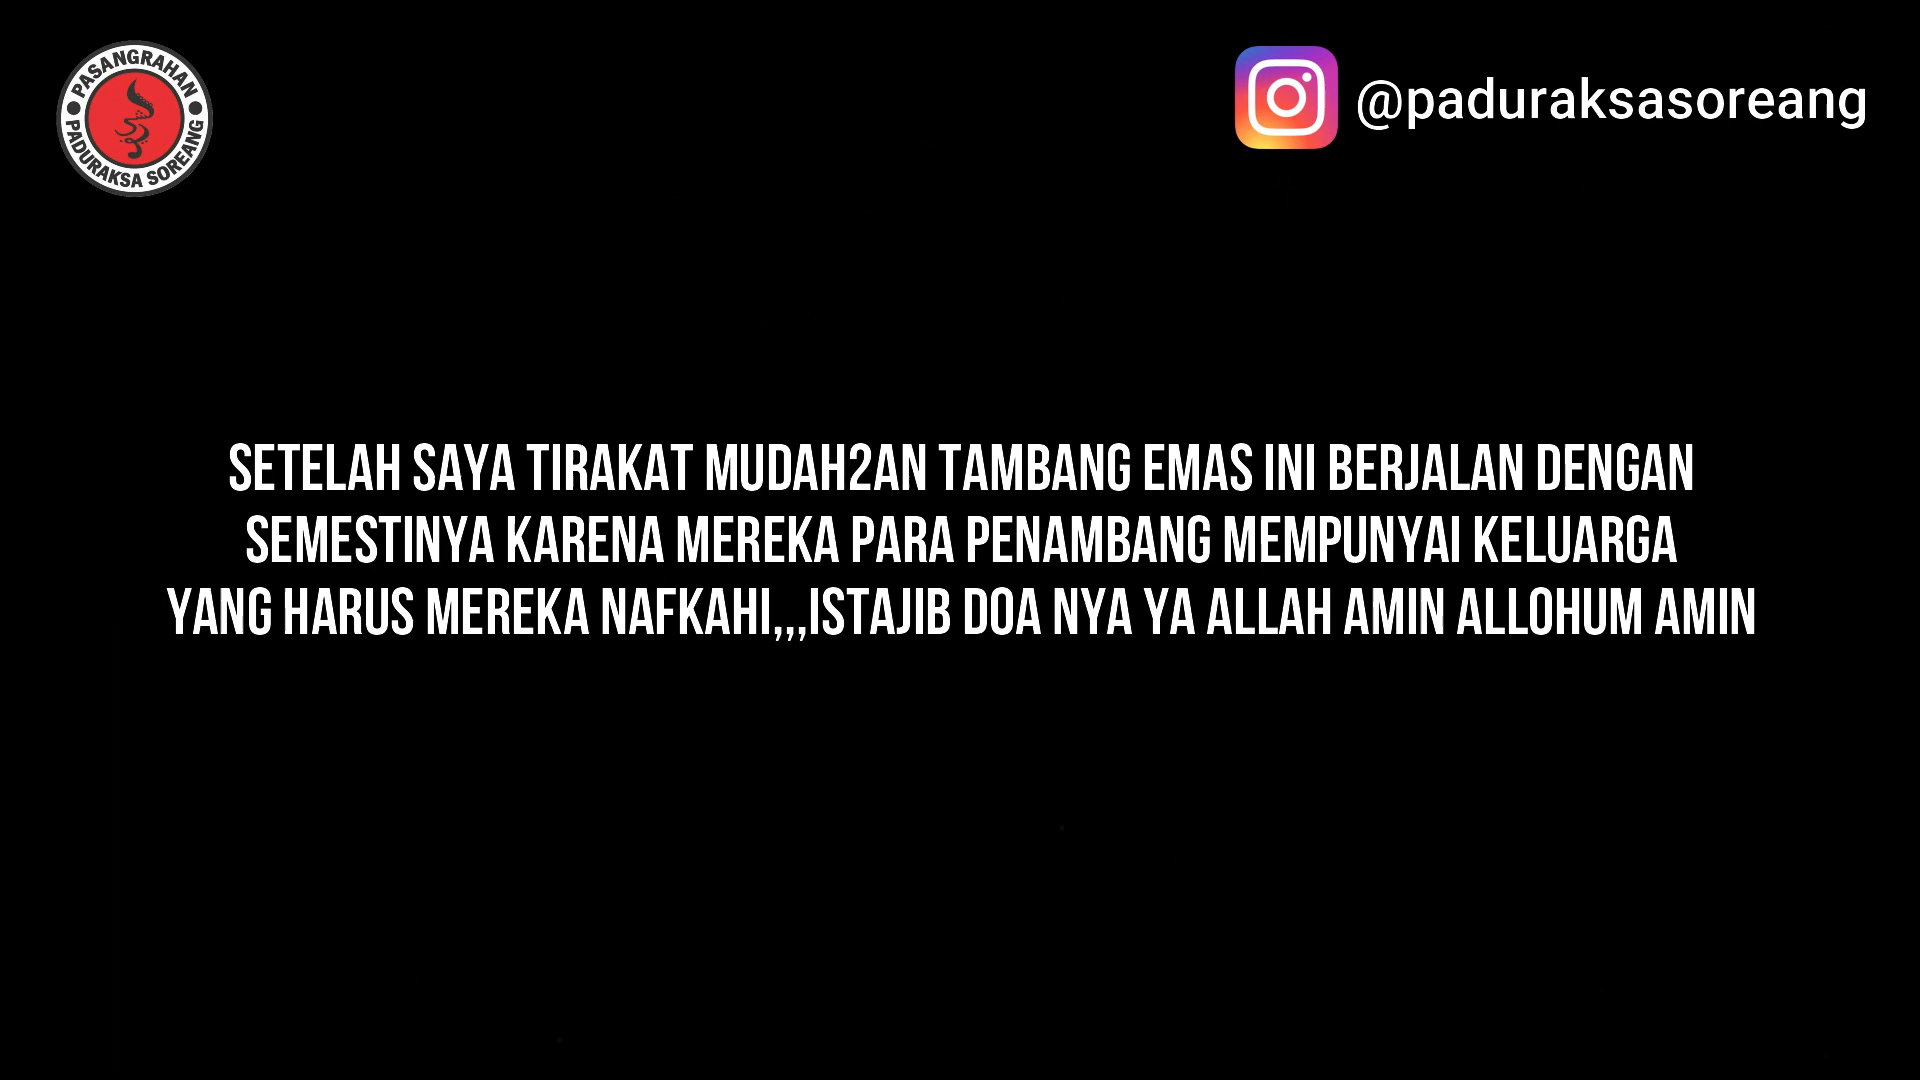 PASANGRAHAN
PADURAKSA SOREANG
@paduraksasoreang
SETELAH SAYA TIRAKAT MUDAH2AN TAMBANG EMAS INI BERJALAN DENGAN
SEMESTINYA KARENA MEREKA PARA PENAMBANG MEMPUNYAI KELUARGA
YANG HARUS MEREKA NAFKAHI,,,ISTAJIB DOA NYA YA ALLAH AMIN ALLOHUM AMIN